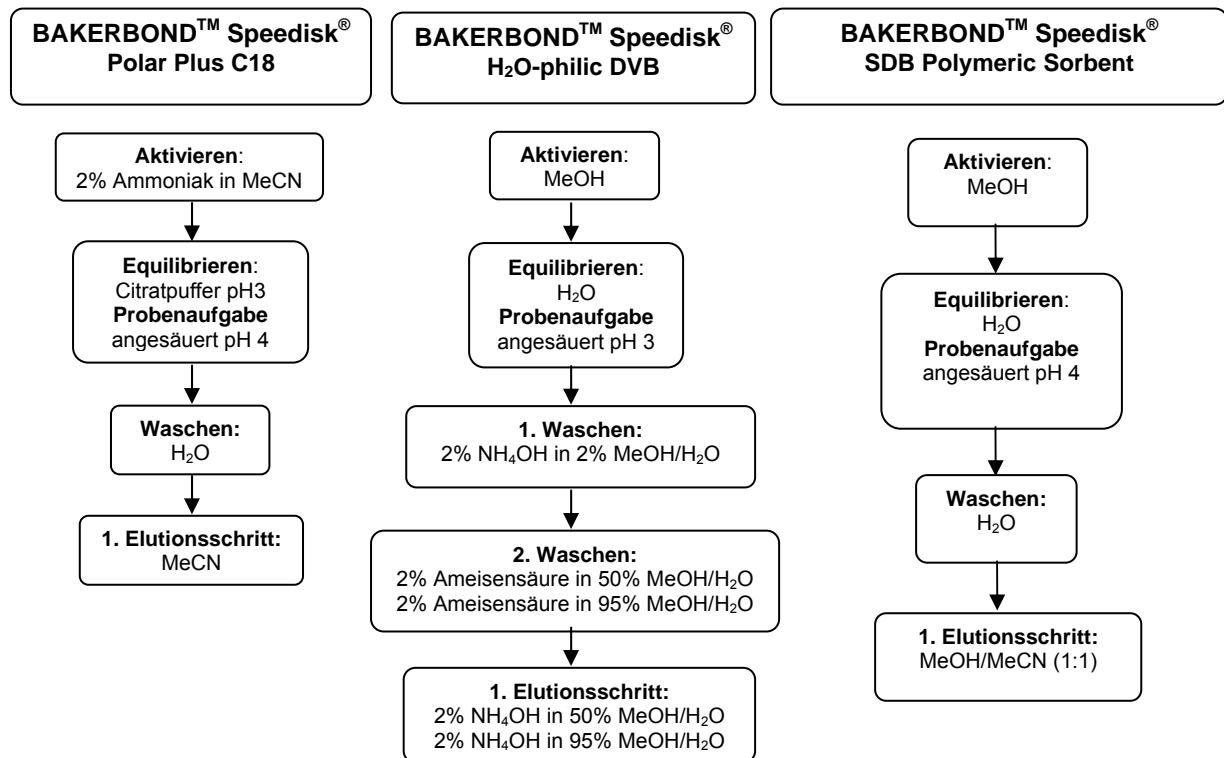 BAKERBOND™ Speedisk®
Polar Plus C18
Aktivieren:
2% Ammoniak in MeCN
Equilibrieren:
Citratpuffer pH3
Probenaufgabe
angesäuert pH 4
Waschen:
H₂O
1. Elutionsschritt:
MeCN
BAKERBOND™ Speedisk®
H₂O-philic DVB
Aktivieren:
MeOH
Equilibrieren:
H₂O
Probenaufgabe
angesäuert pH 3
1. Waschen:
2% NH₄OH in 2% MeOH/H₂O
2. Waschen:
2% Ameisensäure in 50% MeOH/H₂O
2% Ameisensäure in 95% MeOH/H₂O
1. Elutionsschritt:
2% NH₄OH in 50% MeOH/H₂O
2% NH₄OH in 95% MeOH/H₂O
BAKERBOND™ Speedisk®
SDB Polymeric Sorbent
Aktivieren:
MeOH
Equilibrieren:
H₂O
Probenaufgabe
angesäuert pH 4
Waschen:
H₂O
1. Elutionsschritt:
MeOH/MeCN (1:1)